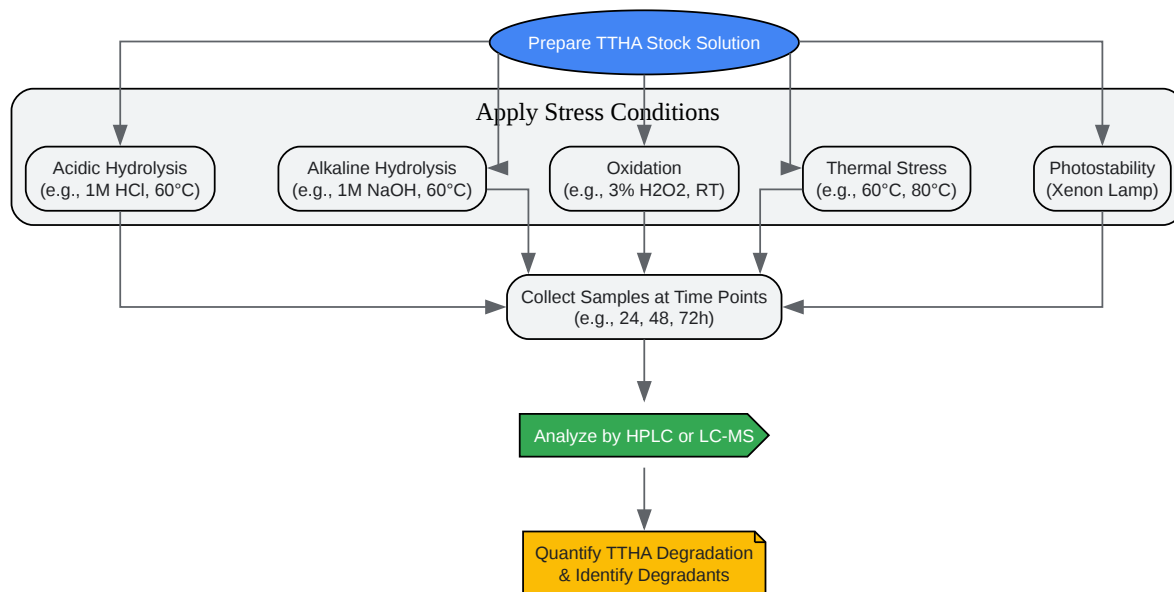 Prepare TTHA Stock Solution
Apply Stress Conditions
Acidic Hydrolysis
(e.g., 1M HCl, 60°C)
Alkaline Hydrolysis
(e.g., 1M NaOH, 60°C)
Oxidation
(e.g., 3% H2O2, RT)
Thermal Stress
(e.g., 60°C, 80°C)
Photostability
(Xenon Lamp)
Collect Samples at Time Points
(e.g., 24, 48, 72h)
Analyze by HPLC or LC-MS
Quantify TTHA Degradation
& Identify Degradants